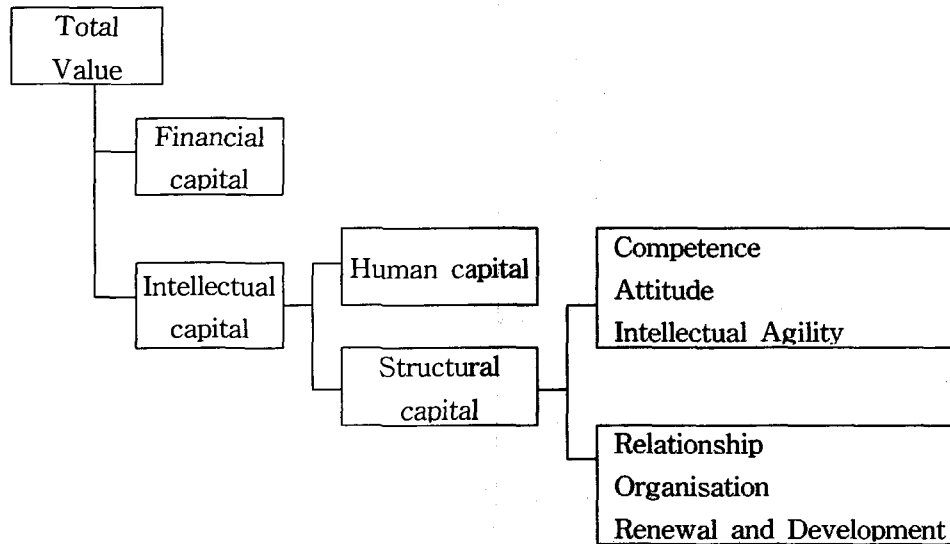 Total
Value
Financial
capital
Intellectual
capital
Human capital
Structural
capital
Competence
Attitude
Intellectual Agility
Relationship
Organisation
Renewal and Development